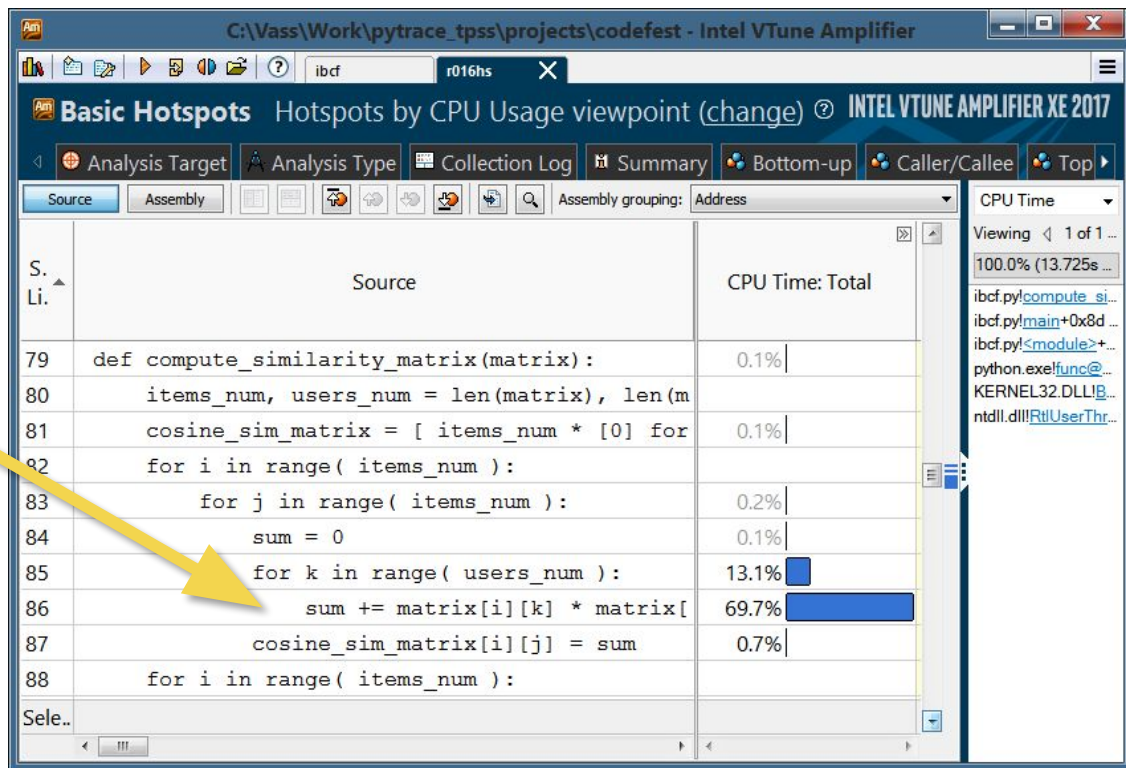 C:\Vass\Work\pytrace_tpss\projects\codefest - Intel VTune Amplifier
ibcf r016hs
Basic Hotspots Hotspots by CPU Usage viewpoint (change) INTEL VTUNE AMPLIFIER XE 2017
Analysis Target Analysis Type Collection Log Summary Bottom-up Caller/Callee Top
Source Assembly Assembly grouping: Address
CPU Time
Viewing 1 of 1 ...
100.0% (13.725s ...
ibcf.py!compute_si...
ibcf.py!main+0x8d ...
ibcf.py!<module>+...
python.exe!func@...
KERNEL32.DLL!B...
ntdll.dll!RtlUserThr...
S. Li. Source CPU Time: Total
79 def compute_similarity_matrix(matrix): 0.1%
80 items_num, users_num = len(matrix), len(m
81 cosine_sim_matrix = [ items_num * [0] for 0.1%
82 for i in range( items_num ):
83 for j in range( items_num ): 0.2%
84 sum = 0 0.1%
85 for k in range( users_num ): 13.1%
86 sum += matrix[i][k] * matrix[ 69.7%
87 cosine_sim_matrix[i][j] = sum 0.7%
88 for i in range( items_num ):
Sele..